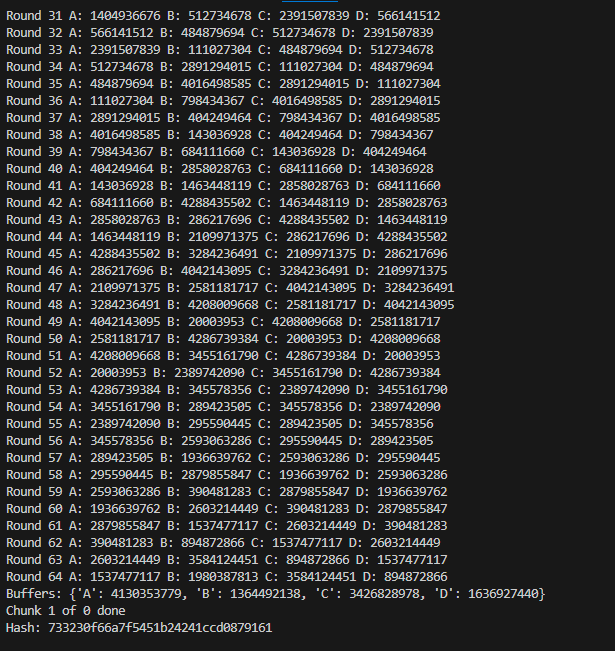 Round 31 A: 1404936676 B: 512734678 C: 2391507839 D: 566141512
Round 32 A: 566141512 B: 484879694 C: 512734678 D: 2391507839
Round 33 A: 2391507839 B: 111027304 C: 484879694 D: 512734678
Round 34 A: 512734678 B: 2891294015 C: 111027304 D: 484879694
Round 35 A: 484879694 B: 4016498585 C: 2891294015 D: 111027304
Round 36 A: 111027304 B: 798434367 C: 4016498585 D: 2891294015
Round 37 A: 2891294015 B: 404249464 C: 798434367 D: 4016498585
Round 38 A: 4016498585 B: 143036928 C: 404249464 D: 798434367
Round 39 A: 798434367 B: 684111660 C: 143036928 D: 404249464
Round 40 A: 404249464 B: 2858028763 C: 684111660 D: 143036928
Round 41 A: 143036928 B: 1463448119 C: 2858028763 D: 684111660
Round 42 A: 684111660 B: 4288435502 C: 1463448119 D: 2858028763
Round 43 A: 2858028763 B: 286217696 C: 4288435502 D: 1463448119
Round 44 A: 1463448119 B: 2109971375 C: 286217696 D: 4288435502
Round 45 A: 4288435502 B: 3284236491 C: 2109971375 D: 286217696
Round 46 A: 286217696 B: 4042143095 C: 3284236491 D: 2109971375
Round 47 A: 2109971375 B: 2581181717 C: 4042143095 D: 3284236491
Round 48 A: 3284236491 B: 4208009668 C: 2581181717 D: 4042143095
Round 49 A: 4042143095 B: 20003953 C: 4208009668 D: 2581181717
Round 50 A: 2581181717 B: 4286739384 C: 20003953 D: 4208009668
Round 51 A: 4208009668 B: 3455161790 C: 4286739384 D: 20003953
Round 52 A: 20003953 B: 2389742090 C: 3455161790 D: 4286739384
Round 53 A: 4286739384 B: 345578356 C: 2389742090 D: 3455161790
Round 54 A: 3455161790 B: 289423505 C: 345578356 D: 2389742090
Round 55 A: 2389742090 B: 295590445 C: 289423505 D: 345578356
Round 56 A: 345578356 B: 2593063286 C: 295590445 D: 289423505
Round 57 A: 289423505 B: 1936639762 C: 2593063286 D: 295590445
Round 58 A: 295590445 B: 2879855847 C: 1936639762 D: 2593063286
Round 59 A: 2593063286 B: 390481283 C: 2879855847 D: 1936639762
Round 60 A: 1936639762 B: 2603214449 C: 390481283 D: 2879855847
Round 61 A: 2879855847 B: 1537477117 C: 2603214449 D: 390481283
Round 62 A: 390481283 B: 894872866 C: 1537477117 D: 2603214449
Round 63 A: 2603214449 B: 3584124451 C: 894872866 D: 1537477117
Round 64 A: 1537477117 B: 1980387813 C: 3584124451 D: 894872866
Buffers: {'A': 4130353779, 'B': 1364492138, 'C': 3426828978, 'D': 1636927440}
Chunk 1 of 0 done
Hash: 733230f66a7f5451b24241ccd0879161